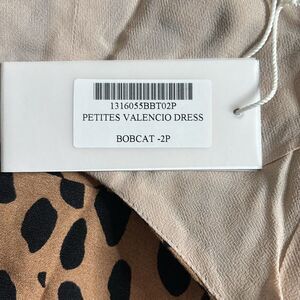 1316055BBT02P
PETITES VALENCIO DRESS
BOBCAT -2P